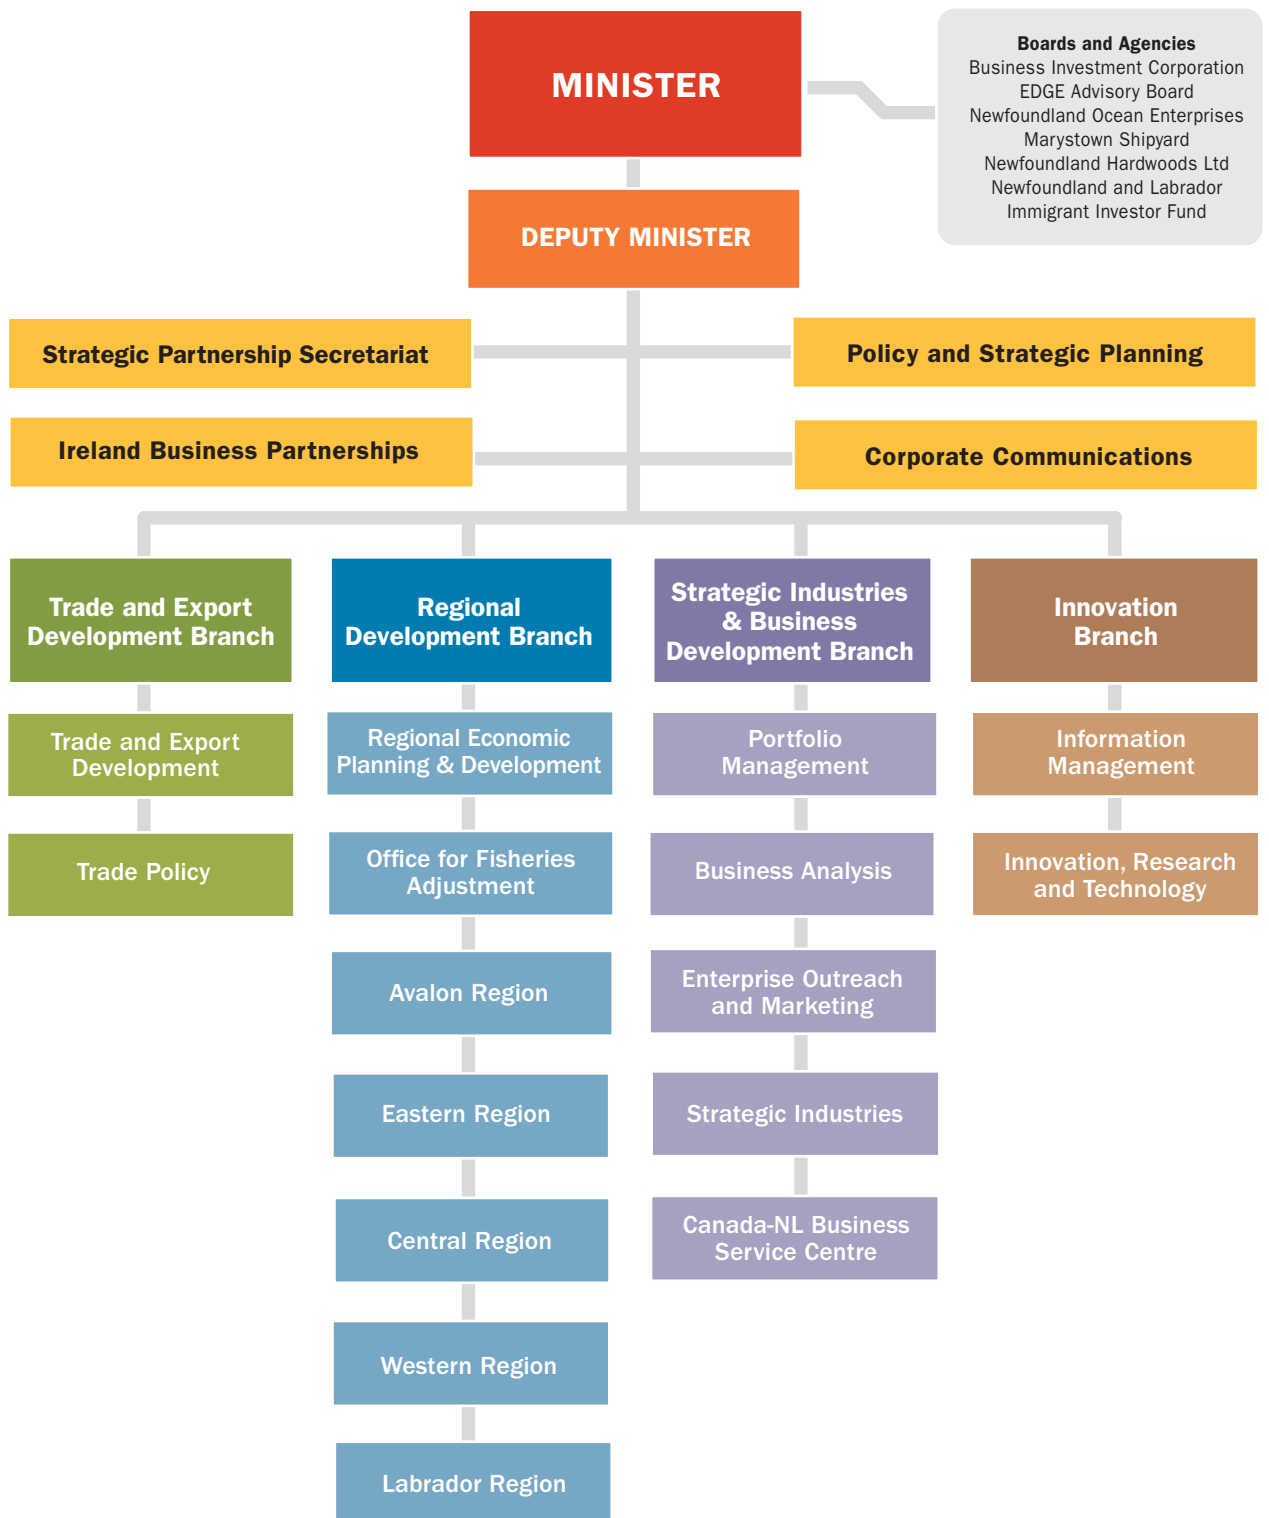 MINISTER
Boards and Agencies
Business Investment Corporation
EDGE Advisory Board
Newfoundland Ocean Enterprises
Marystown Shipyard
Newfoundland Hardwoods Ltd
Newfoundland and Labrador
Immigrant Investor Fund
DEPUTY MINISTER
Strategic Partnership Secretariat
Policy and Strategic Planning
Ireland Business Partnerships
Corporate Communications
Trade and Export
Development Branch
Trade and Export
Development
Trade Policy
Regional
Development Branch
Regional Economic
Planning & Development
Office for Fisheries
Adjustment
Avalon Region
Eastern Region
Central Region
Western Region
Labrador Region
Strategic Industries
& Business
Development Branch
Portfolio
Management
Business Analysis
Enterprise Outreach
and Marketing
Strategic Industries
Canada-NL Business
Service Centre
Innovation
Branch
Information
Management
Innovation, Research
and Technology